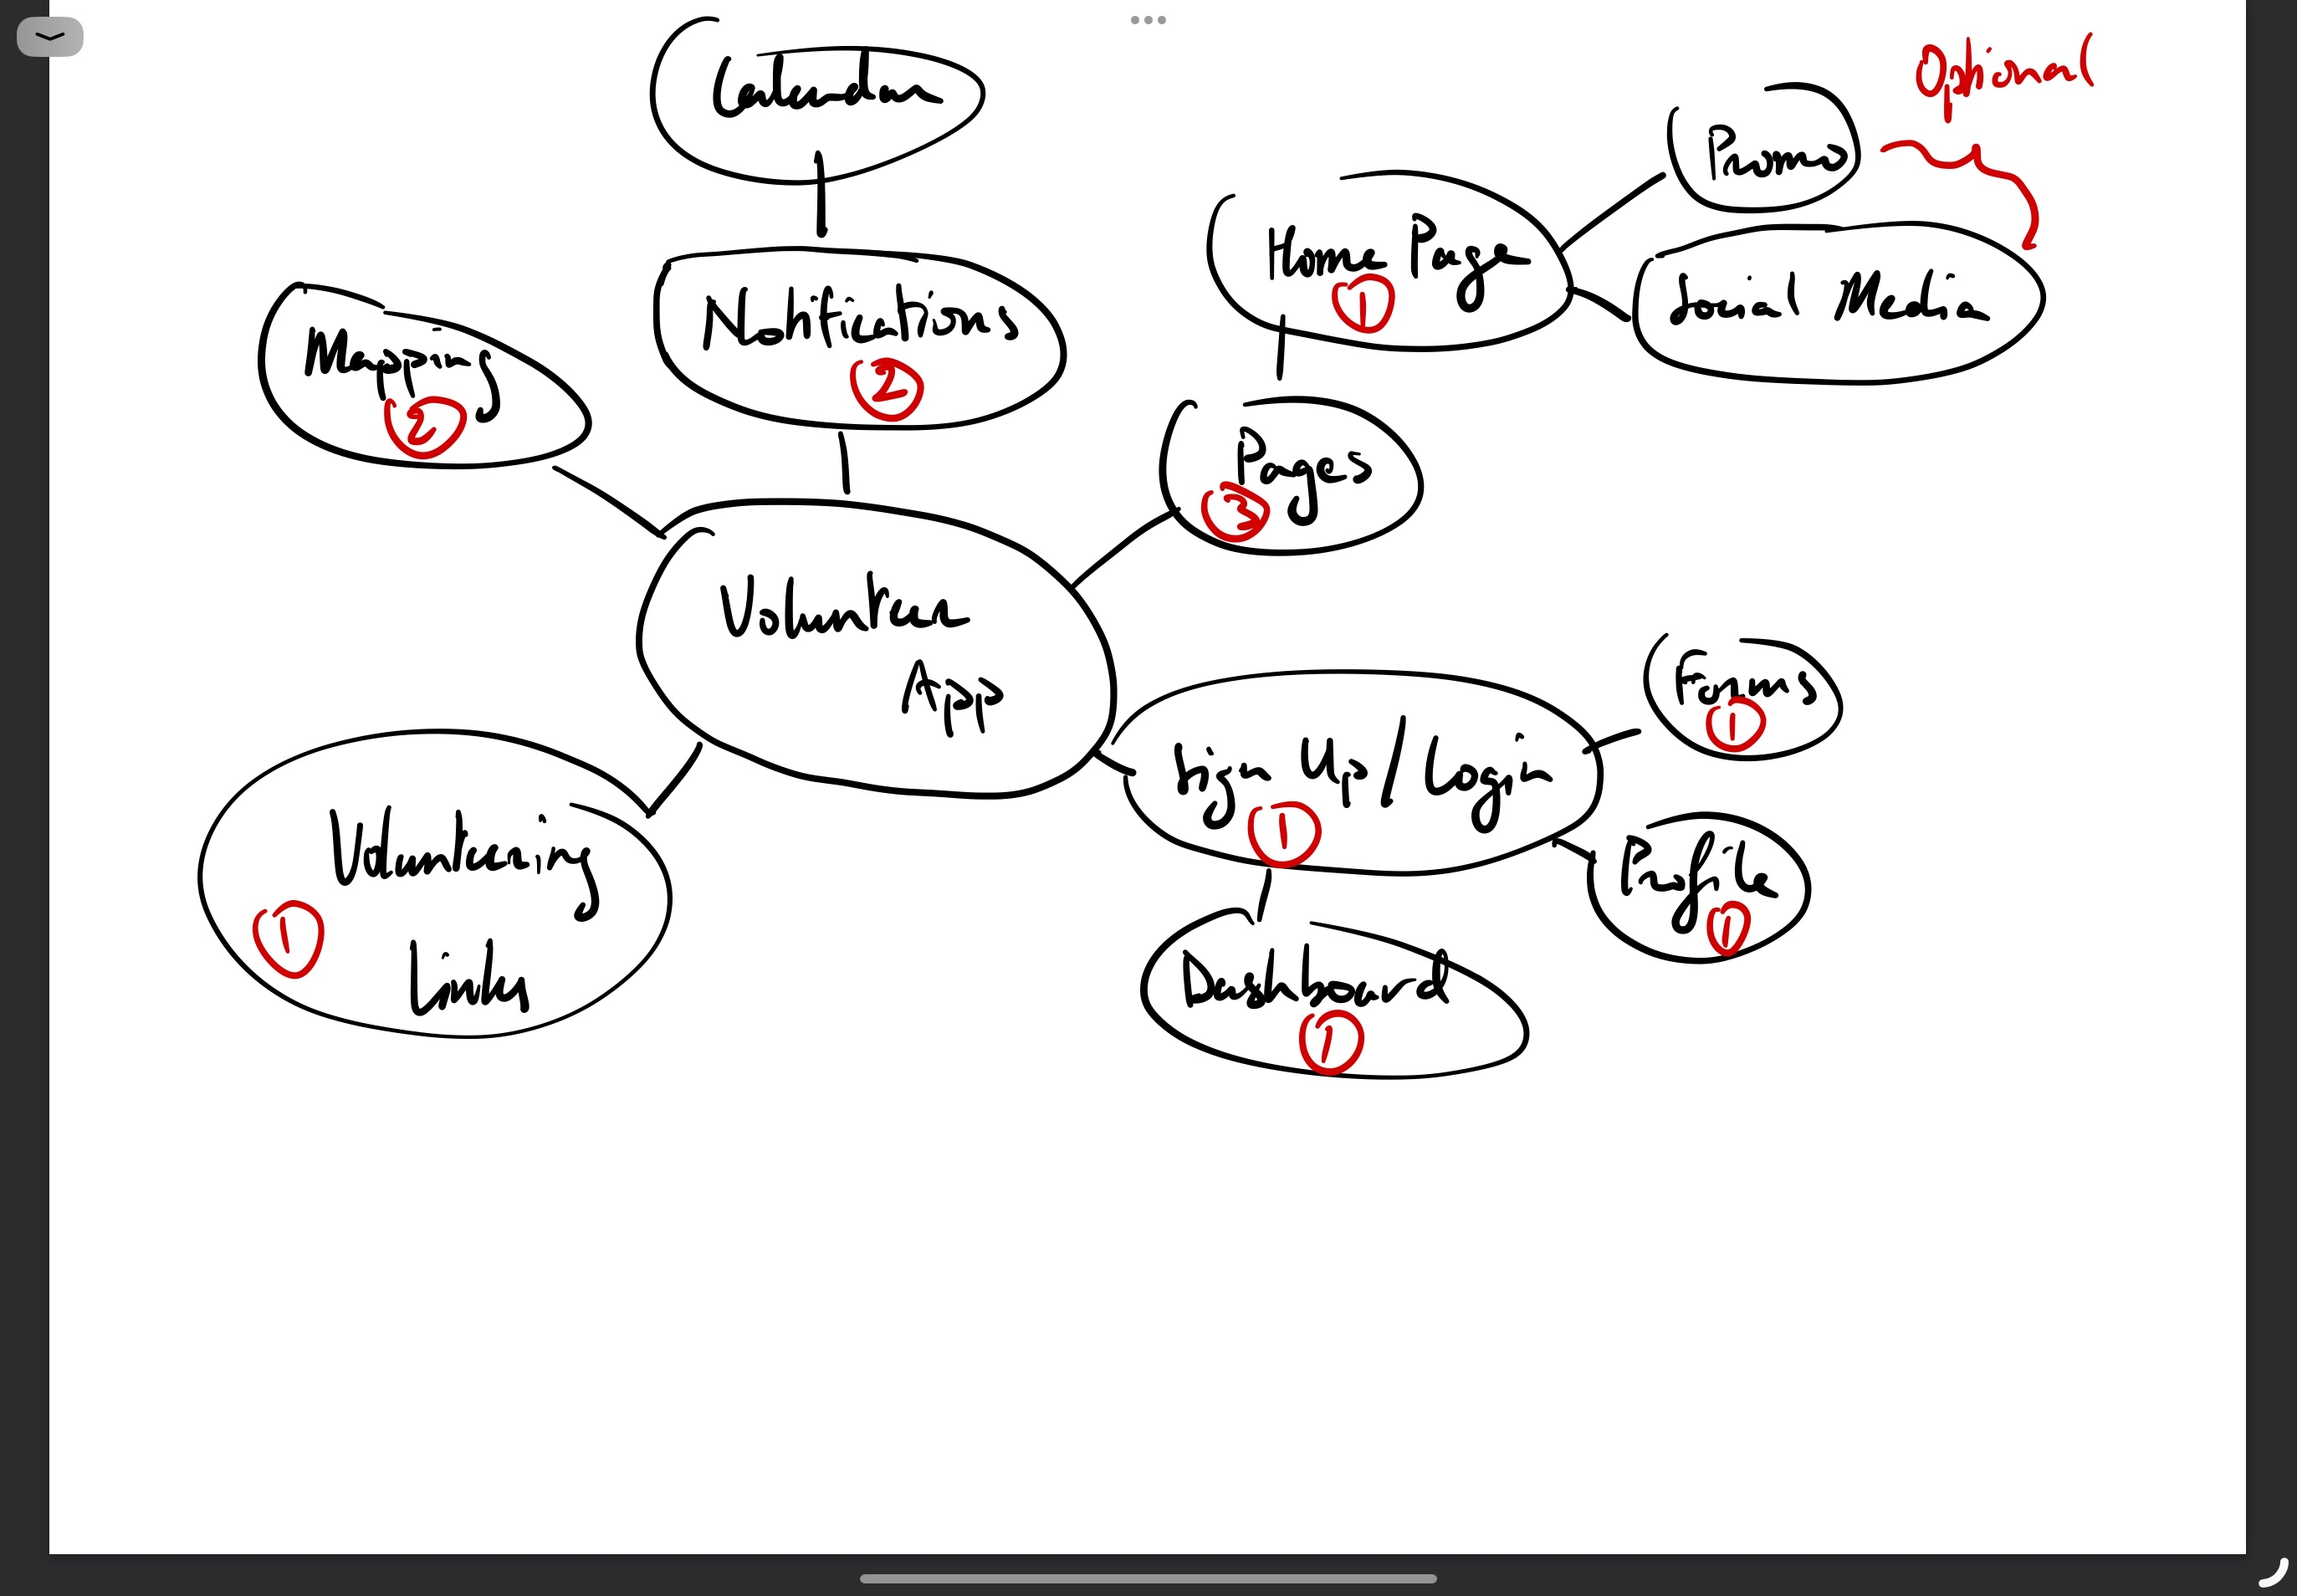 Calendar
Optional
Promos
Home Page
1
Social Media
Notifications
2
Mapping
2
Pages
3
Volunteer
App
Forms
1
Sign Up / Login
1
Profile
1
Volunteering
1
Links
Dashboard
1